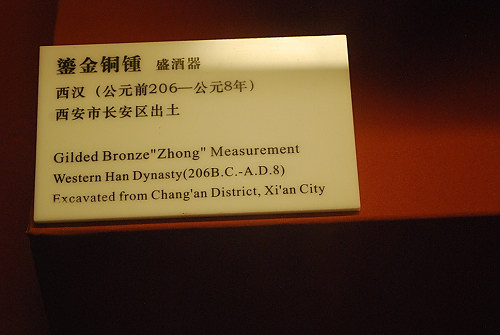 鎏金铜锺 盛酒器
西汉（公元前206—公元8年）
西安市长安区出土
Gilded Bronze"Zhong" Measurement
Western Han Dynasty(206B.C.-A.D.8)
Excavated from Chang'an District, Xi'an City